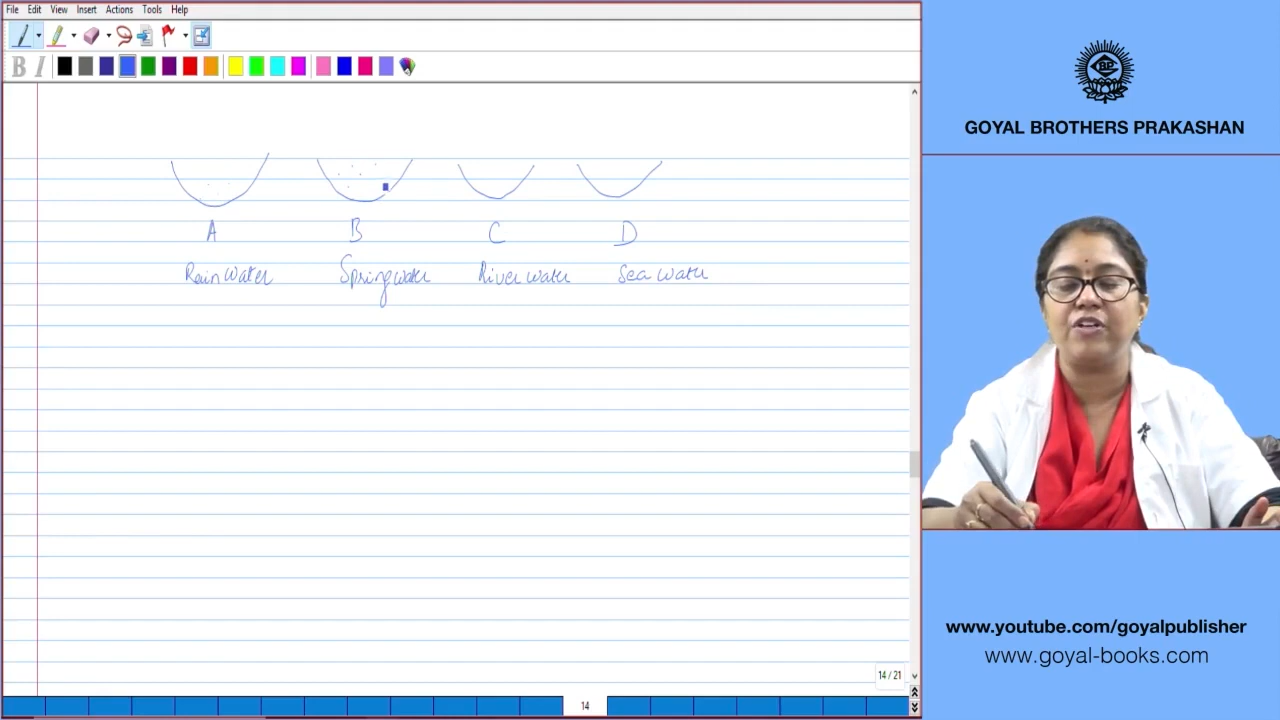 File Edit View Insert Actions Tools Help
B I
GOYAL BROTHERS PRAKASHAN
A B C D
Rain Water Spring water River water Sea water
www.youtube.com/goyalpublisher
www.goyal-books.com
14 / 21
14